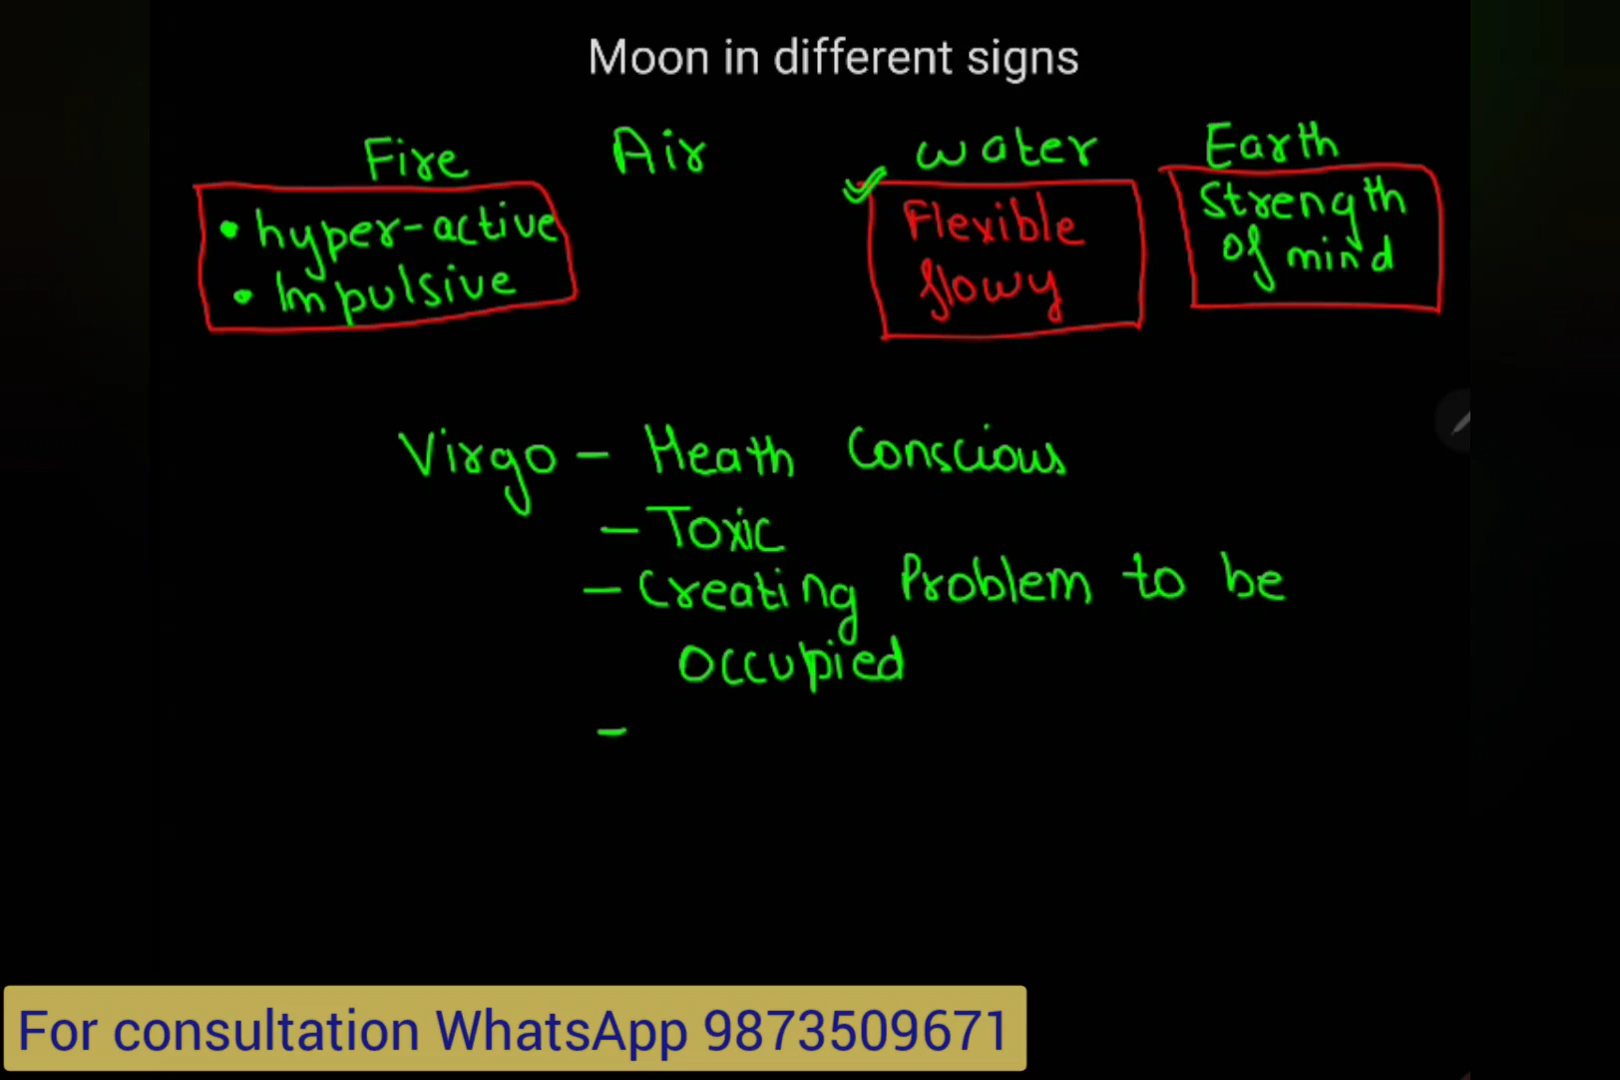 Moon in different signs
Fire Air Water Earth
• hyper-active
• Impulsive
Flexible
flowy
Strength
of mind
Virgo - Heath Conscious
- Toxic
- Creating Problem to be
occupied
-
For consultation WhatsApp 9873509671